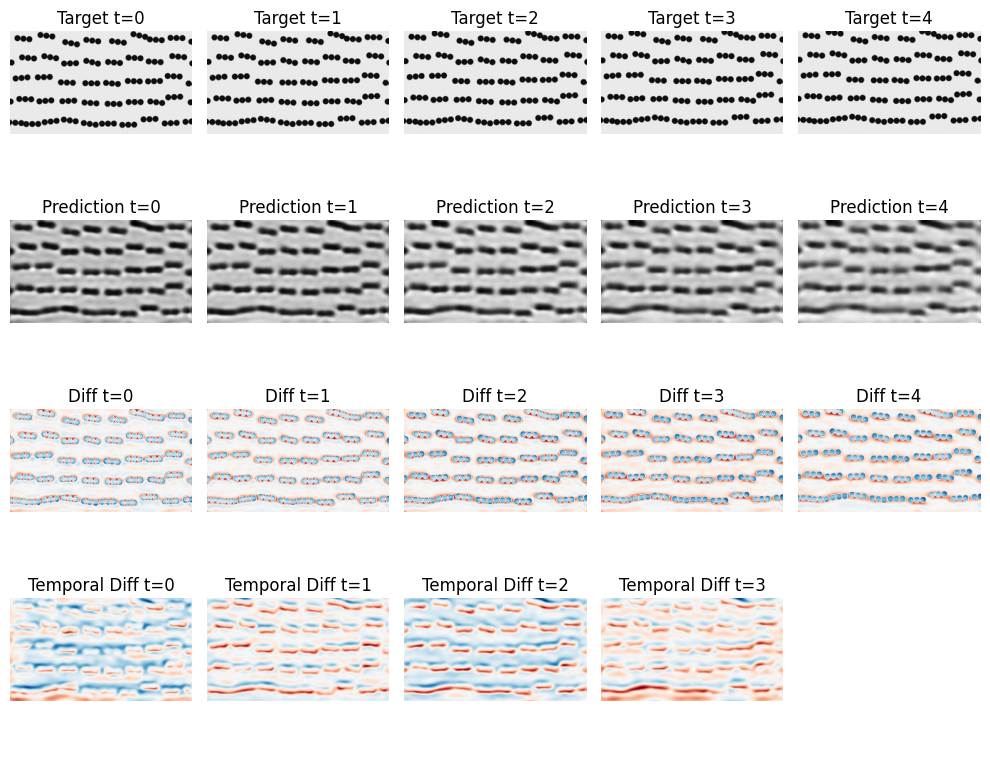 Target t=0 Target t=1 Target t=2 Target t=3 Target t=4
Prediction t=0 Prediction t=1 Prediction t=2 Prediction t=3 Prediction t=4
Diff t=0 Diff t=1 Diff t=2 Diff t=3 Diff t=4
Temporal Diff t=0 Temporal Diff t=1 Temporal Diff t=2 Temporal Diff t=3